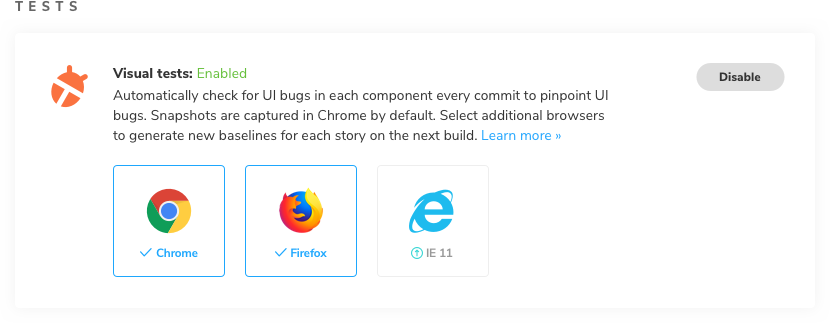 TESTS
Visual tests: Enabled
Disable
Automatically check for UI bugs in each component every commit to pinpoint UI
bugs. Snapshots are captured in Chrome by default. Select additional browsers
to generate new baselines for each story on the next build. Learn more »
Chrome
Firefox
IE 11